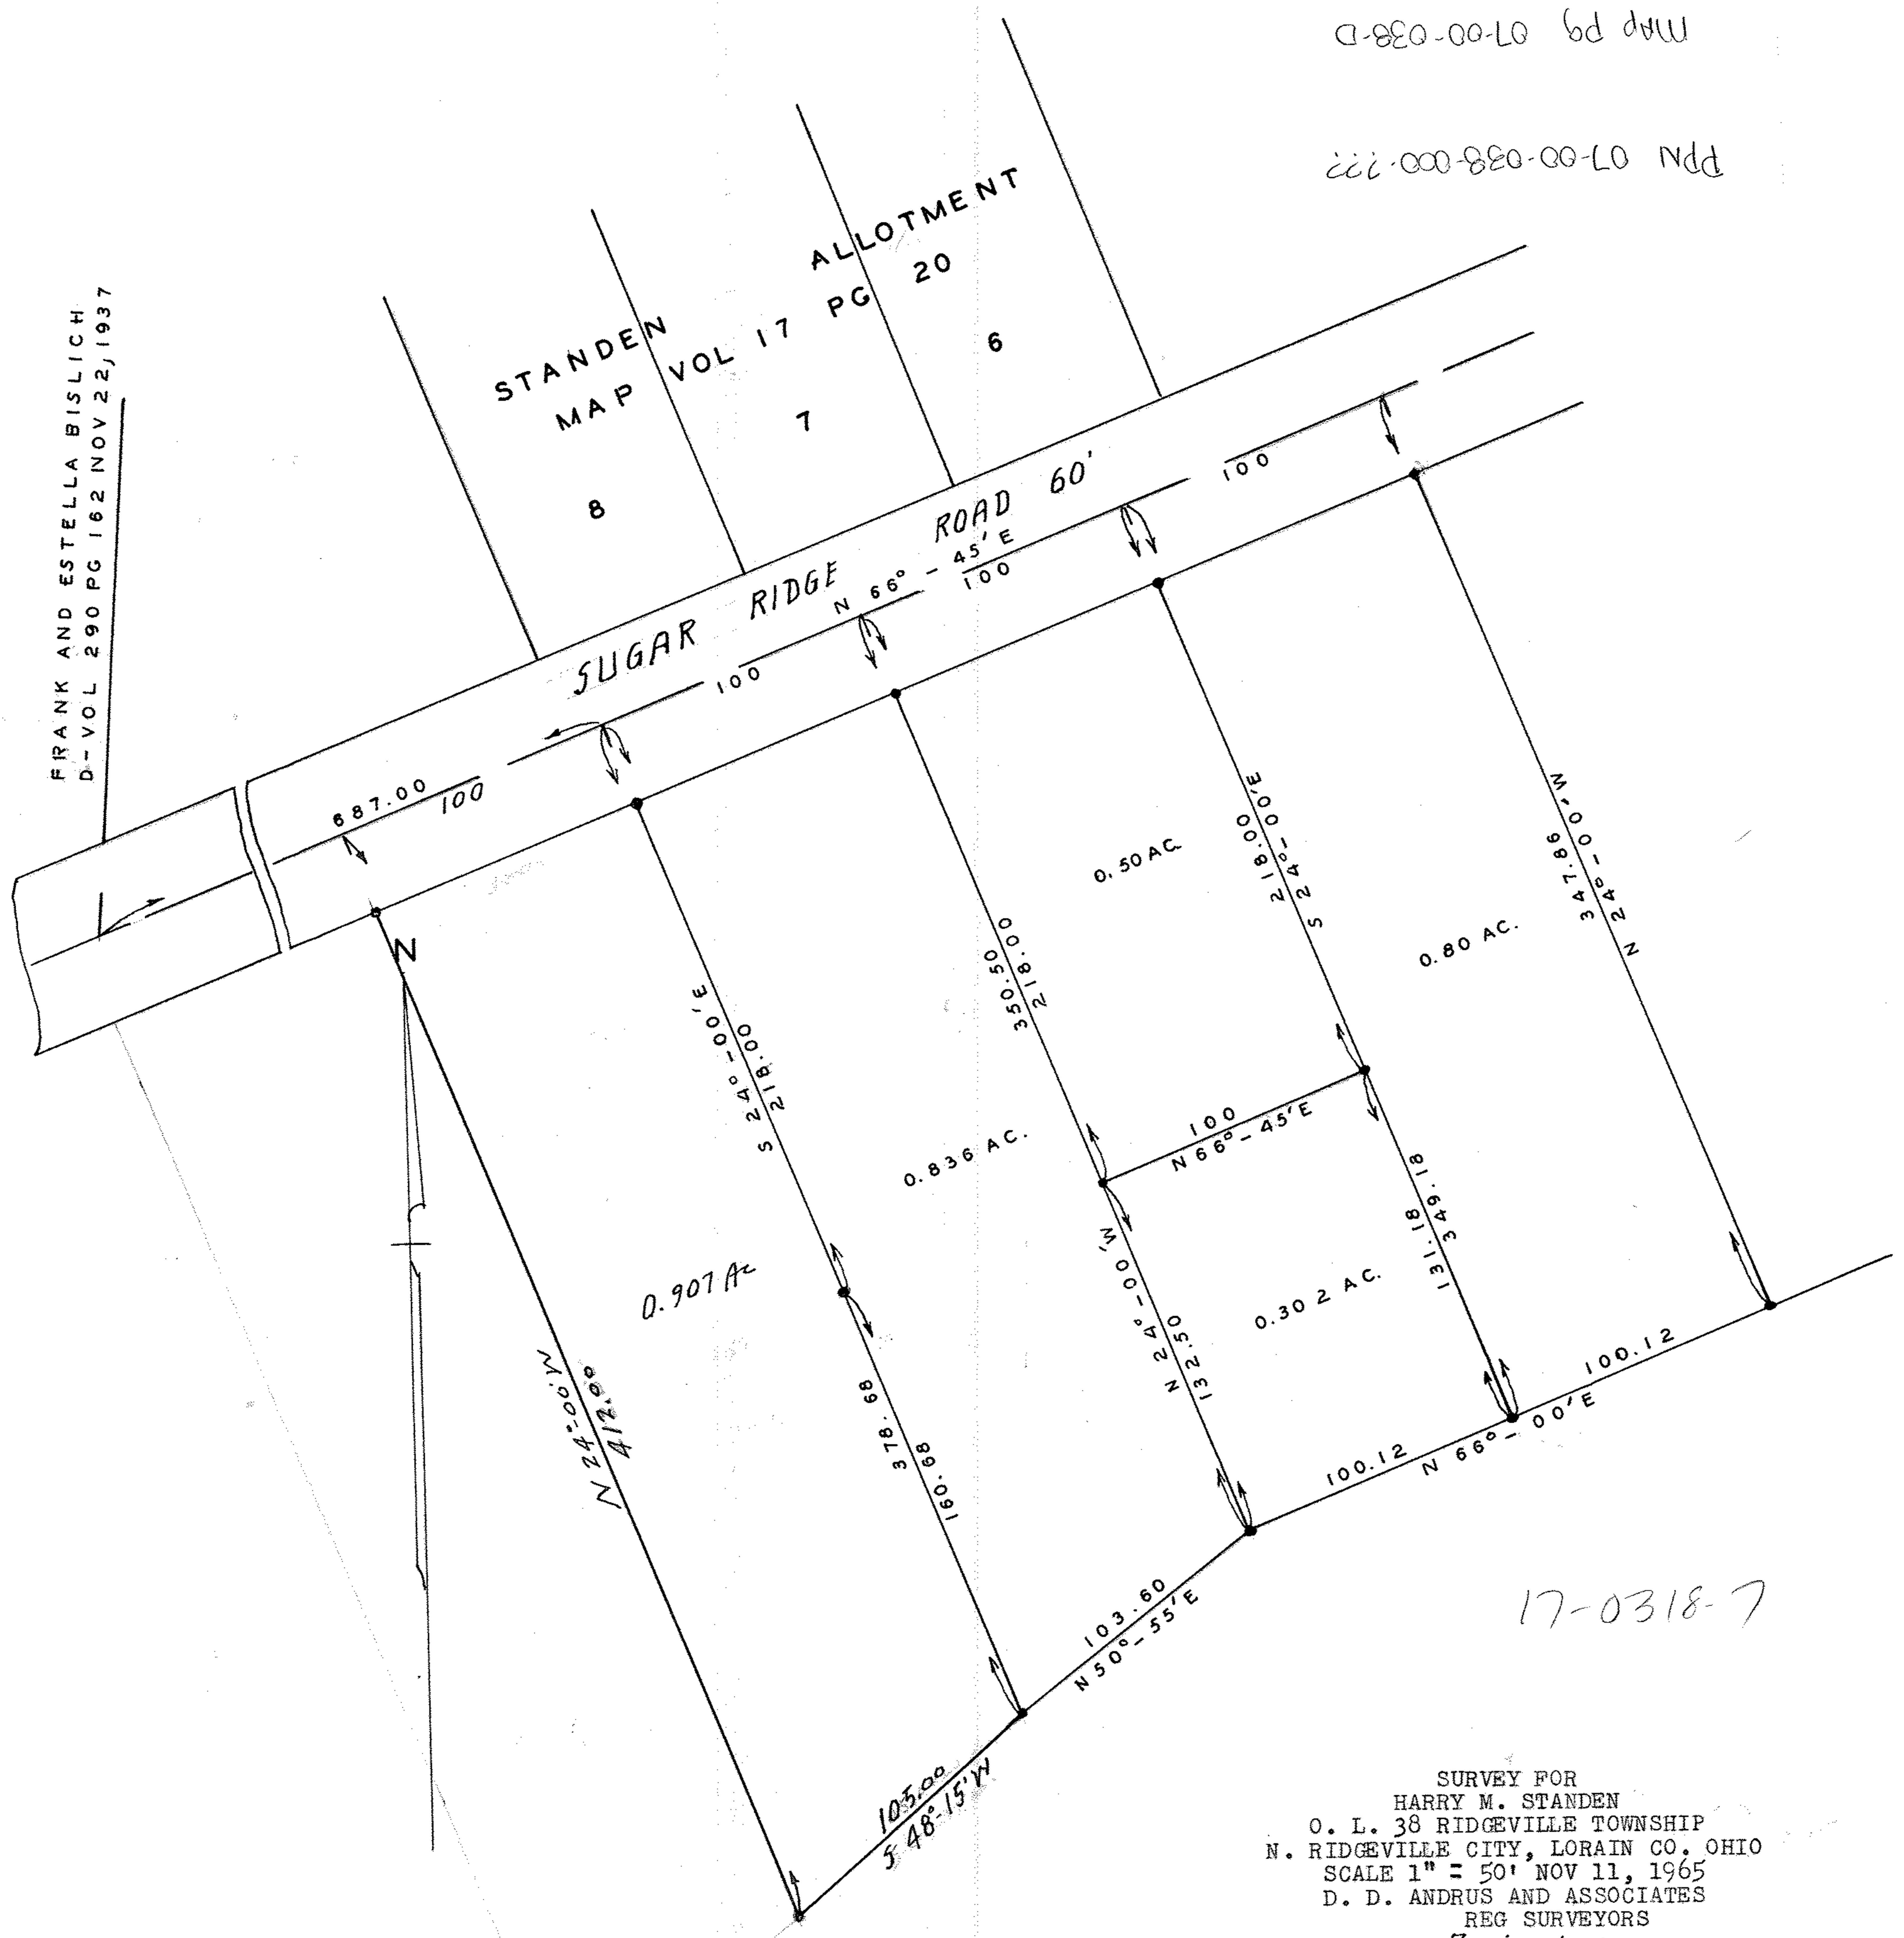 Map pg 07-00-038-D
PPN 07-00-038-000-???
FRANK AND ESTELLA BISLICH
D-VOL 290 PG 162 NOV 22, 1937
STANDEN ALLOTMENT
MAP VOL 17 PG 20
6
7
8
SUGAR RIDGE ROAD 60'
N 66° - 45' E
100
100
100
687.00
100
N
0.50 AC.
218.00
S 24° - 00' E
0.80 AC.
347.86
N 24° - 00' W
350.50
218.00
S 24° - 00' E
218.00
0.836 AC.
100
N 66° - 45' E
0.907 Ac
N 24° - 00' W
132.50
0.302 AC.
131.18
349.18
N 24° - 00' W
412.00
378.68
160.68
100.12
100.12
N 66° - 00' E
103.60
N 50° - 55' E
105.00
S 48° - 15' W
17-0318-7
SURVEY FOR
HARRY M. STANDEN
O. L. 38 RIDGEVILLE TOWNSHIP
N. RIDGEVILLE CITY, LORAIN CO. OHIO
SCALE 1" = 50' NOV 11, 1965
D. D. ANDRUS AND ASSOCIATES
REG SURVEYORS